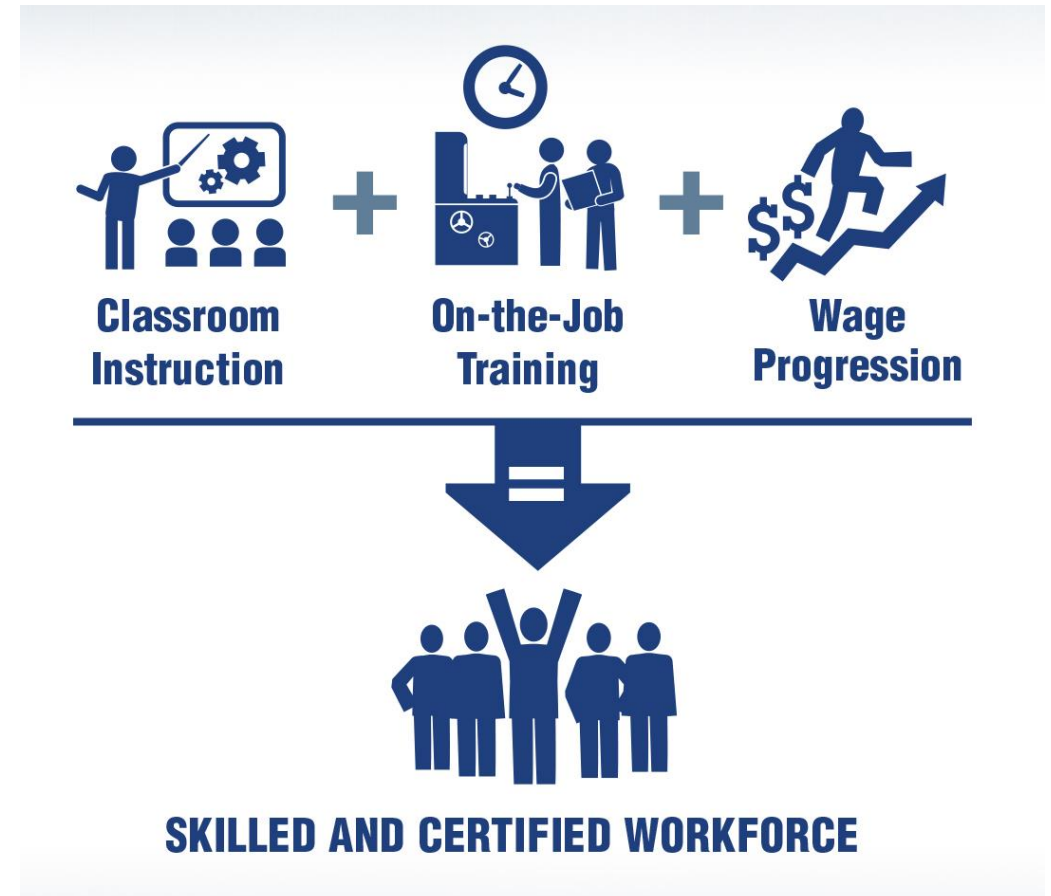 Classroom
Instruction
+
On-the-Job
Training
+
$$
Wage
Progression
=
SKILLED AND CERTIFIED WORKFORCE